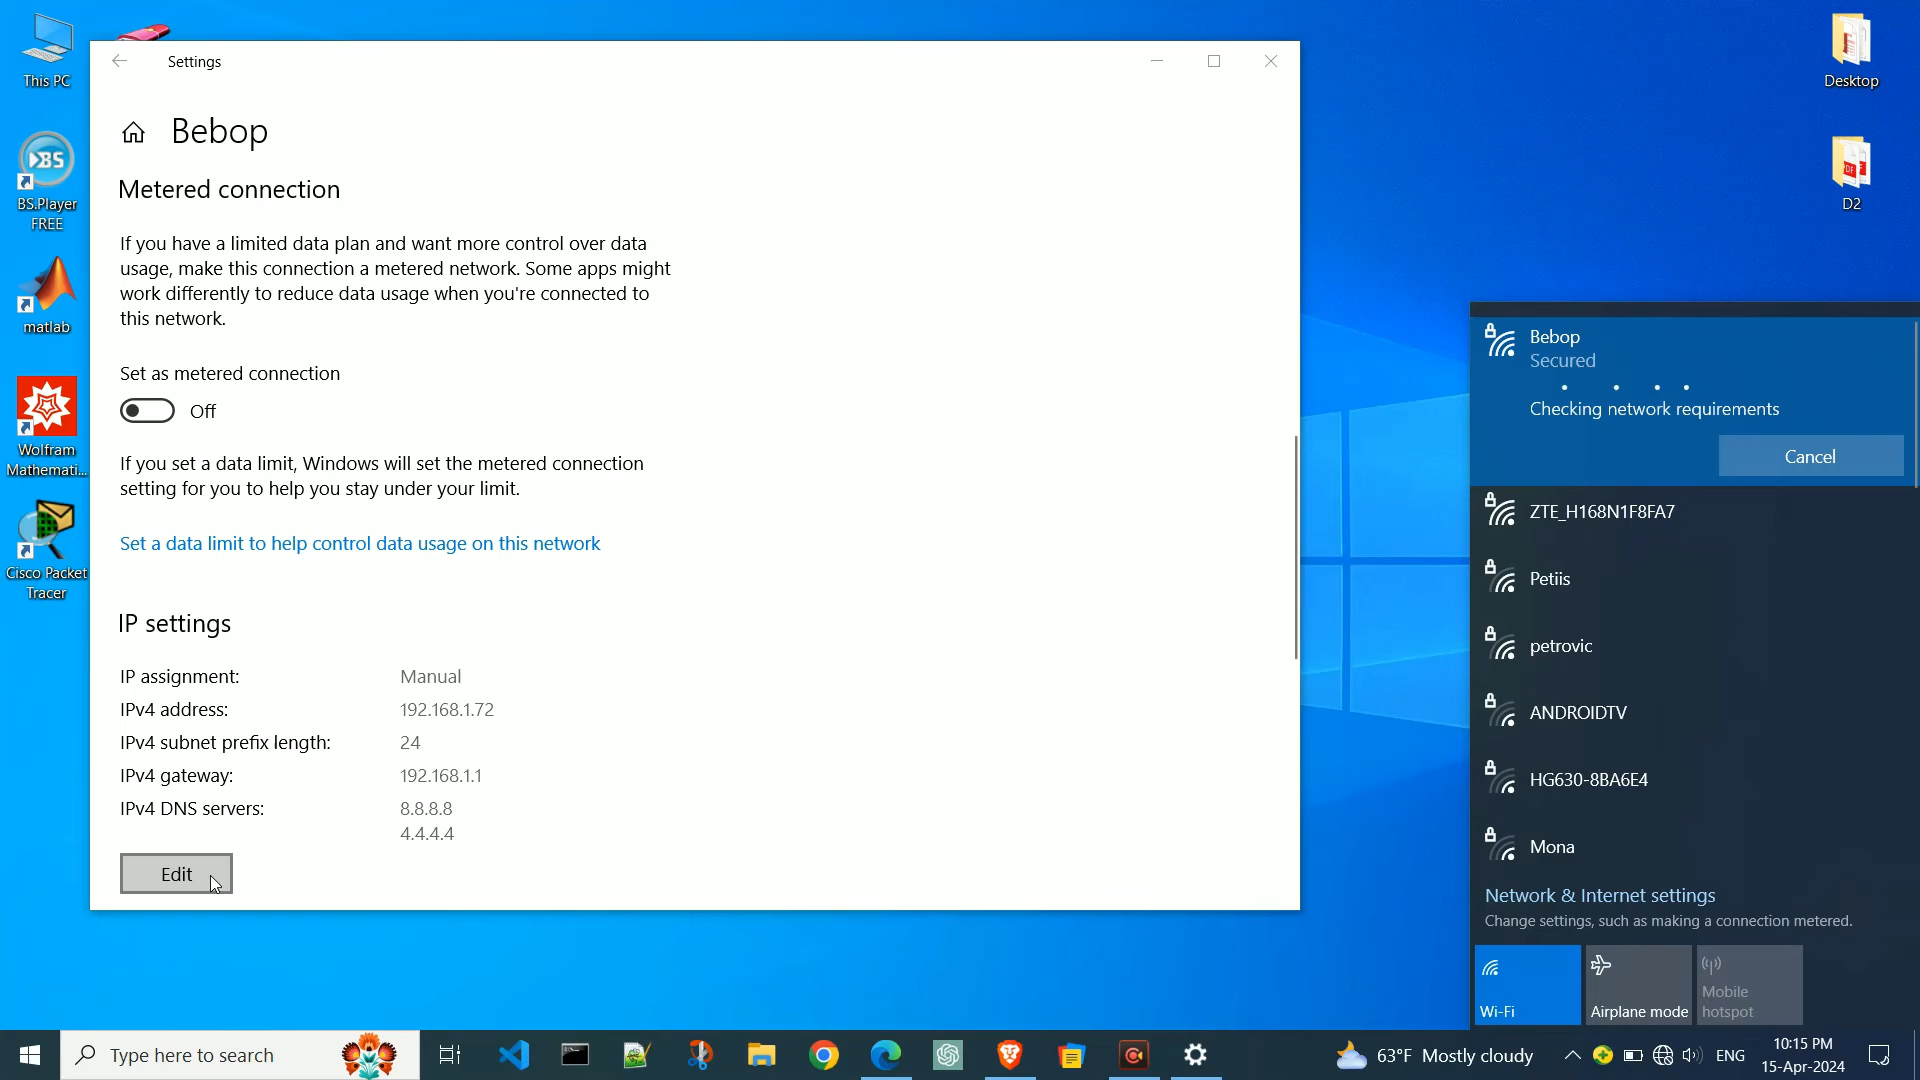 This PC
BS.Player
FREE
matlab
Wolfram
Mathemati...
Cisco Packet
Tracer
Settings
Bebop
Metered connection
If you have a limited data plan and want more control over data
usage, make this connection a metered network. Some apps might
work differently to reduce data usage when you're connected to
this network.
Set as metered connection
Off
If you set a data limit, Windows will set the metered connection
setting for you to help you stay under your limit.
Set a data limit to help control data usage on this network
IP settings
IP assignment: Manual
IPv4 address: 192.168.1.72
IPv4 subnet prefix length: 24
IPv4 gateway: 192.168.1.1
IPv4 DNS servers: 8.8.8.8
4.4.4.4
Edit
Desktop
D2
Bebop
Secured
Checking network requirements
Cancel
ZTE_H168N1F8FA7
Petiis
petrovic
ANDROIDTV
HG630-8BA6E4
Mona
Network & Internet settings
Change settings, such as making a connection metered.
Wi-Fi
Airplane mode
Mobile
hotspot
Type here to search
63°F Mostly cloudy
ENG
10:15 PM
15-Apr-2024